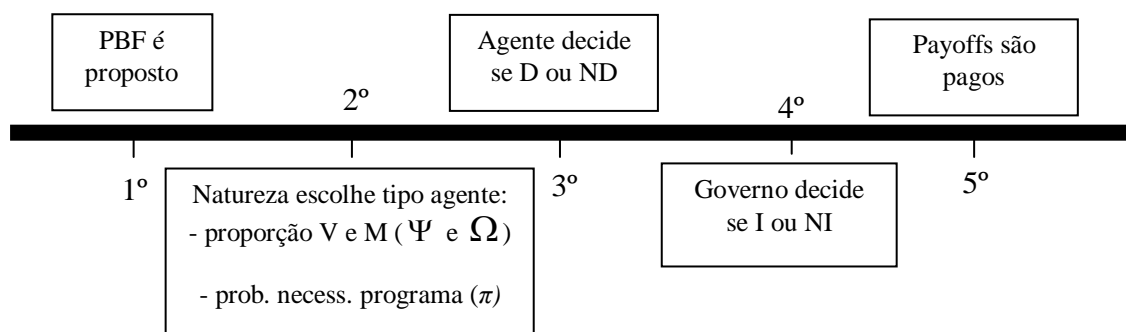 PBF é
proposto
Agente decide
se D ou ND
Payoffs são
pagos
1º
2º
3º
4º
5º
Natureza escolhe tipo agente:
- proporção V e M ( Ψ e Ω )
- prob. necess. programa (π)
Governo decide
se I ou NI